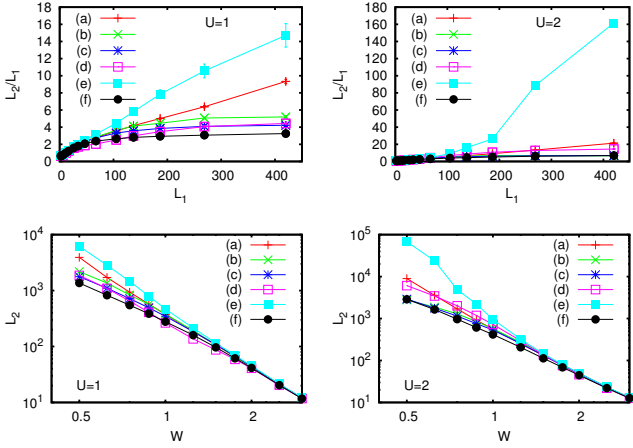 U=1
L2/L1
18
16
14
12
10
8
6
4
2
0
(a)
(b)
(c)
(d)
(e)
(f)
0 100 200 300 400
L1
U=2
L2/L1
160
140
120
100
80
60
40
20
0
(a)
(b)
(c)
(d)
(e)
(f)
0 100 200 300 400
L1
L2
10^4
10^3
10^2
10^1
(a)
(b)
(c)
(d)
(e)
(f)
U=1
0.5 1 2
W
L2
10^5
10^4
10^3
10^2
10^1
(a)
(b)
(c)
(d)
(e)
(f)
U=2
0.5 1 2
W